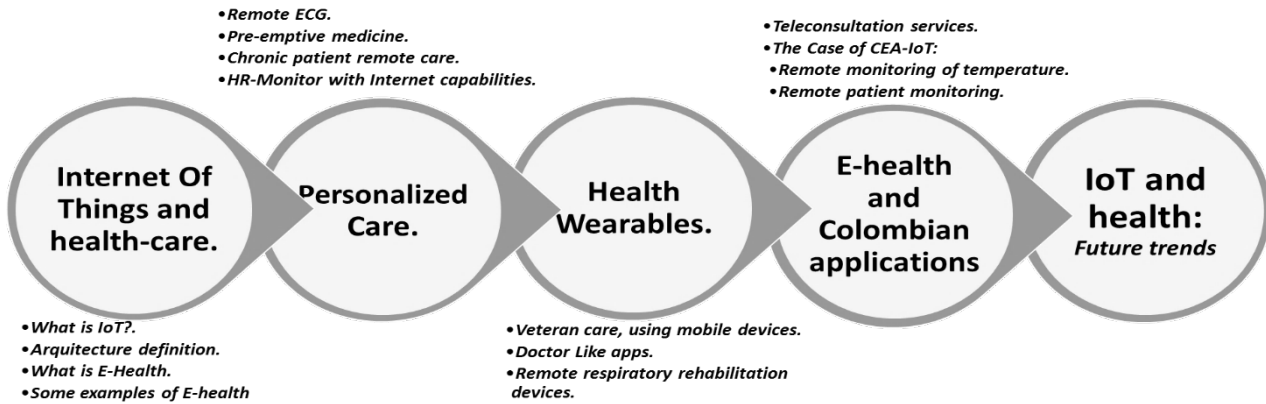 •Remote ECG.
•Pre-emptive medicine.
•Chronic patient remote care.
•HR-Monitor with Internet capabilities.
•Teleconsultation services.
•The Case of CEA-IoT:
•Remote monitoring of temperature.
•Remote patient monitoring.
Internet Of
Things and
health-care.
Personalized
Care.
Health
Wearables.
E-health
and
Colombian
applications
IoT and
health:
Future trends
•What is IoT?.
•Arquitecture definition.
•What is E-Health.
•Some examples of E-health
•Veteran care, using mobile devices.
•Doctor Like apps.
•Remote respiratory rehabilitation
devices.